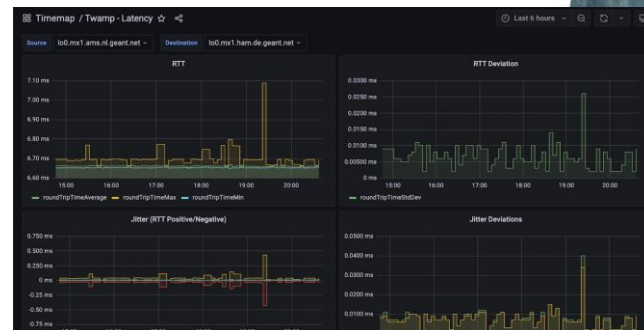 Timemap / Twamp - Latency
Last 6 hours
Source lo0.mx1.ams.nl.geant.net Destination lo0.mx1.ham.de.geant.net
RTT
7.10 ms
7.00 ms
6.90 ms
6.80 ms
6.70 ms
6.60 ms
15:00 16:00 17:00 18:00 19:00 20:00
roundTripTimeAverage roundTripTimeMax roundTripTimeMin
RTT Deviation
0.0300 ms
0.0250 ms
0.0200 ms
0.0150 ms
0.0100 ms
0.00500 ms
0 ms
15:00 16:00 17:00 18:00 19:00 20:00
roundTripTimeStdDev
Jitter (RTT Positive/Negative)
0.750 ms
0.500 ms
0.250 ms
0 ms
-0.25 ms
-0.50 ms
-0.75 ms
Jitter Deviations
0.0500 ms
0.0400 ms
0.0300 ms
0.0200 ms
0.0100 ms